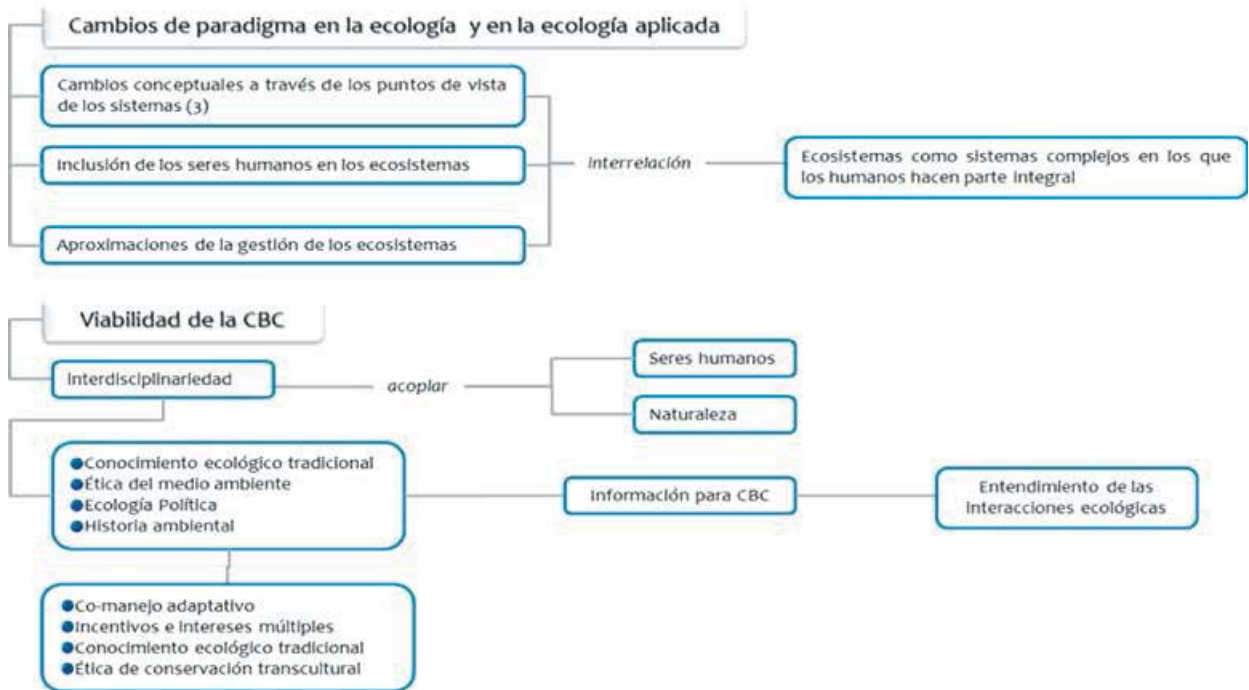 Cambios de paradigma en la ecología y en la ecología aplicada
Cambios conceptuales a través de los puntos de vista
de los sistemas (3)
Inclusión de los seres humanos en los ecosistemas
Aproximaciones de la gestión de los ecosistemas
interrelación
Ecosistemas como sistemas complejos en los que
los humanos hacen parte integral
Viabilidad de la CBC
Interdisciplinariedad
acoplar
Seres humanos
Naturaleza
●Conocimiento ecológico tradicional
●Ética del medio ambiente
●Ecología Política
●Historia ambiental
Información para CBC
Entendimiento de las
interacciones ecológicas
●Co-manejo adaptativo
●Incentivos e intereses múltiples
●Conocimiento ecológico tradicional
●Ética de conservación transcultural